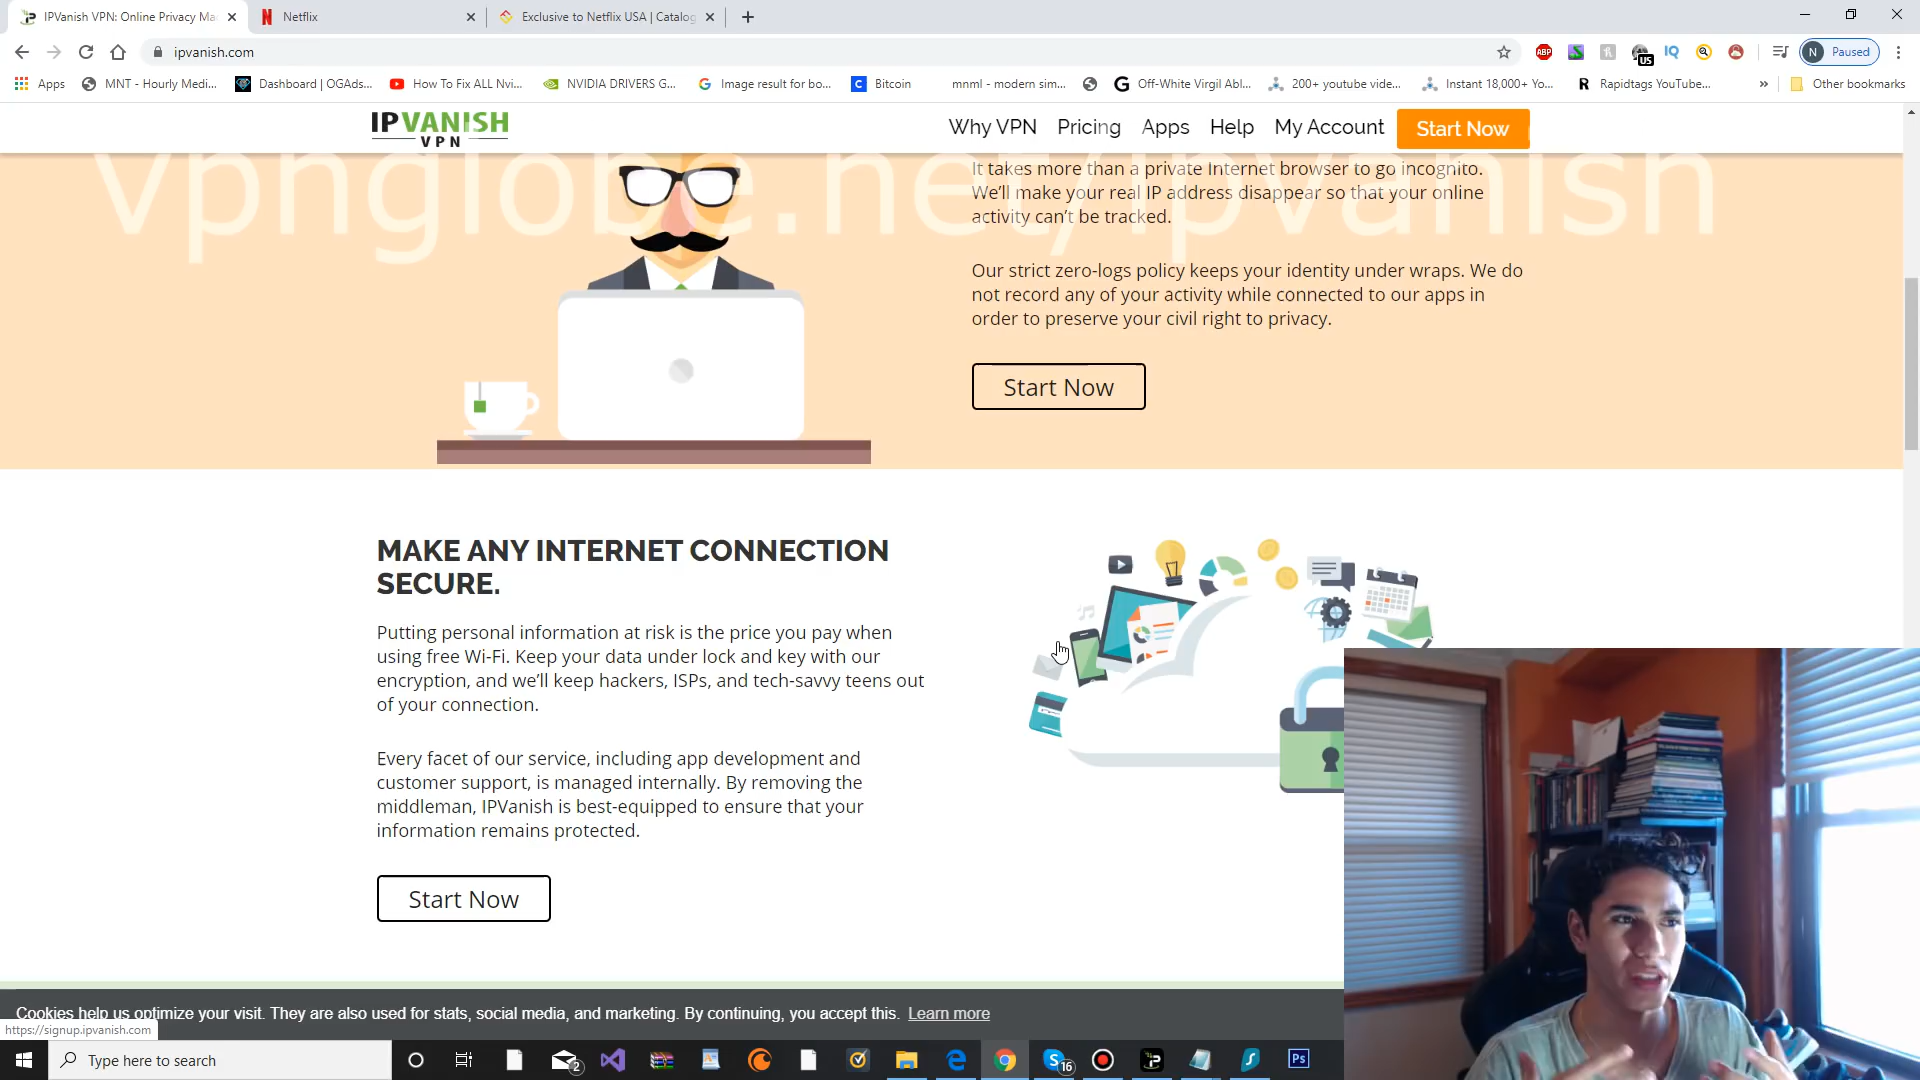 IPVanish VPN: Online Privacy Ma
Netflix
Exclusive to Netflix USA | Catalog
ipvanish.com
ABP
US
IQ
N
Paused
Apps
MNT - Hourly Medi...
Dashboard | OGAds...
How To Fix ALL Nvi...
NVIDIA DRIVERS G...
Image result for bo...
Bitcoin
mnml - modern sim...
Off-White Virgil Abl...
200+ youtube vide...
Instant 18,000+ Yo...
Rapidtags YouTube...
Other bookmarks
IPVANISH
VPN
Why VPN
Pricing
Apps
Help
My Account
Start Now
vpnglobe.net/ipvanish
It takes more than a private Internet browser to go incognito.
We'll make your real IP address disappear so that your online
activity can't be tracked.
Our strict zero-logs policy keeps your identity under wraps. We do
not record any of your activity while connected to our apps in
order to preserve your civil right to privacy.
Start Now
MAKE ANY INTERNET CONNECTION
SECURE.
Putting personal information at risk is the price you pay when
using free Wi-Fi. Keep your data under lock and key with our
encryption, and we'll keep hackers, ISPs, and tech-savvy teens out
of your connection.
Every facet of our service, including app development and
customer support, is managed internally. By removing the
middleman, IPVanish is best-equipped to ensure that your
information remains protected.
Start Now
Cookies help us optimize your visit. They are also used for stats, social media, and marketing. By continuing, you accept this. Learn more
https://signup.ipvanish.com
Type here to search
2
16
Ps